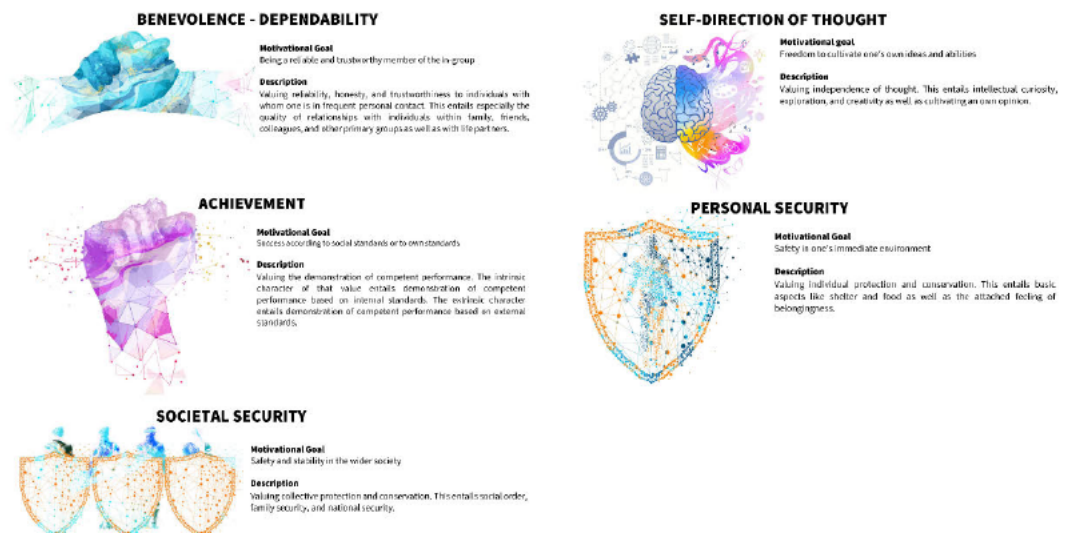 BENEVOLENCE - DEPENDABILITY
Motivational Goal
Being a reliable and trustworthy member of the in-group
Description
Valuing reliability, honesty, and trustworthiness to individuals with
whom one is in frequent personal contact. This entails especially the
quality of relationships with individuals within family, friends,
colleagues, and other primary groups as well as with life partners.
SELF-DIRECTION OF THOUGHT
Motivational goal
Freedom to cultivate one's own ideas and abilities
Description
Valuing independence of thought. This entails intellectual curiosity,
exploration, and creativity as well as cultivating an own opinion.
ACHIEVEMENT
Motivational Goal
Success according to social standards or to own standards
Description
Valuing the demonstration of competent performance. The intrinsic
character of that value entails demonstration of competent
performance based on internal standards. The extrinsic character
entails demonstration of competent performance based on external
standards.
PERSONAL SECURITY
Motivational Goal
Safety in one's immediate environment
Description
Valuing individual protection and conservation. This entails basic
aspects like shelter and food as well as the attached feeling of
belongingness.
SOCIETAL SECURITY
Motivational Goal
Safety and stability in the wider society
Description
Valuing collective protection and conservation. This entails social order,
family security, and national security.